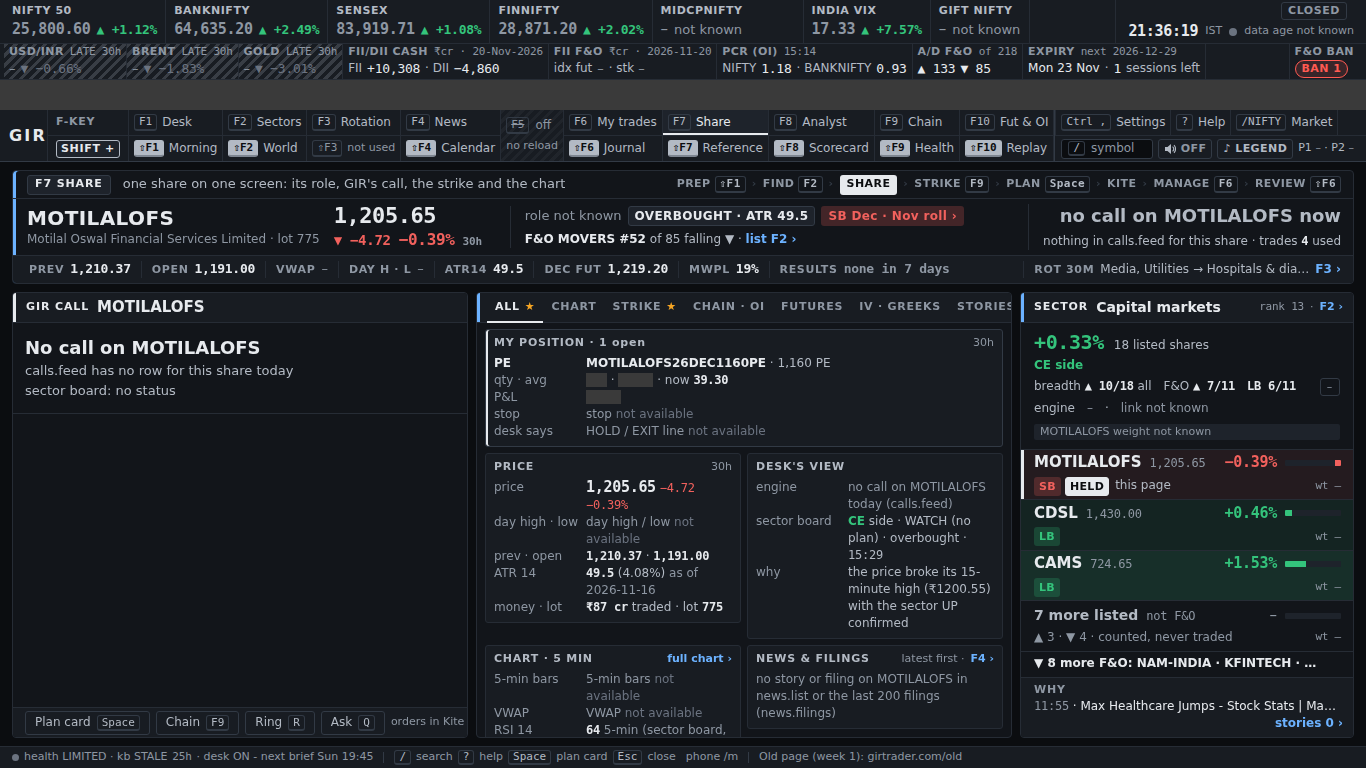 NIFTY 50 BANKNIFTY SENSEX FINNIFTY MIDCPNIFTY INDIA VIX GIFT NIFTY CLOSED
25,800.60 ▲ +1.12% 64,635.20 ▲ +2.49% 83,919.71 ▲ +1.08% 28,871.20 ▲ +2.02% – not known 17.33 ▲ +7.57% – not known 21:36:19 IST ● data age not known
USD/INR LATE 30h BRENT LATE 30h GOLD LATE 30h FII/DII CASH ₹cr · 20-Nov-2026 FII F&O ₹cr · 2026-11-20 PCR (OI) 15:14 A/D F&O of 218 EXPIRY next 2026-12-29 F&O BAN
– ▼ −0.66% – ▼ −1.83% – ▼ −3.01% FII +10,308 · DII −4,860 idx fut – · stk – NIFTY 1.18 · BANKNIFTY 0.93 ▲ 133 ▼ 85 Mon 23 Nov · 1 sessions left BAN 1
GIR F-KEY F1 Desk F2 Sectors F3 Rotation F4 News F5 off F6 My trades F7 Share F8 Analyst F9 Chain F10 Fut & OI Ctrl , Settings ? Help /NIFTY Market
SHIFT + ⇧F1 Morning ⇧F2 World ⇧F3 not used ⇧F4 Calendar no reload ⇧F6 Journal ⇧F7 Reference ⇧F8 Scorecard ⇧F9 Health ⇧F10 Replay / symbol OFF ♪ LEGEND P1 – · P2 –
F7 SHARE one share on one screen: its role, GIR's call, the strike and the chart PREP ⇧F1 › FIND F2 › SHARE › STRIKE F9 › PLAN Space › KITE › MANAGE F6 › REVIEW ⇧F6
MOTILALOFS 1,205.65 role not known OVERBOUGHT · ATR 49.5 SB Dec · Nov roll › no call on MOTILALOFS now
Motilal Oswal Financial Services Limited · lot 775 ▼ −4.72 −0.39% 30h F&O MOVERS #52 of 85 falling ▼ · list F2 › nothing in calls.feed for this share · trades 4 used
PREV 1,210.37 OPEN 1,191.00 VWAP – DAY H · L – ATR14 49.5 DEC FUT 1,219.20 MWPL 19% RESULTS none in 7 days ROT 30M Media, Utilities → Hospitals & dia… F3 ›
GIR CALL MOTILALOFS
No call on MOTILALOFS
calls.feed has no row for this share today
sector board: no status
Plan card Space Chain F9 Ring R Ask Q orders in Kite
ALL ★ CHART STRIKE ★ CHAIN · OI FUTURES IV · GREEKS STORIES
MY POSITION · 1 open 30h
PE MOTILALOFS26DEC1160PE · 1,160 PE
qty · avg · · now 39.30
P&L
stop stop not available
desk says HOLD / EXIT line not available
PRICE 30h
price 1,205.65 −4.72
−0.39%
day high · low day high / low not
available
prev · open 1,210.37 · 1,191.00
ATR 14 49.5 (4.08%) as of
2026-11-16
money · lot ₹87 cr traded · lot 775
DESK'S VIEW
engine no call on MOTILALOFS
today (calls.feed)
sector board CE side · WATCH (no
plan) · overbought ·
15:29
why the price broke its 15-
minute high (₹1200.55)
with the sector UP
confirmed
CHART · 5 MIN full chart ›
5-min bars 5-min bars not
available
VWAP VWAP not available
RSI 14 64 5-min (sector board,
NEWS & FILINGS latest first · F4 ›
no story or filing on MOTILALOFS in
news.list or the last 200 filings
(news.filings)
SECTOR Capital markets rank 13 · F2 ›
+0.33% 18 listed shares
CE side
breadth ▲ 10/18 all F&O ▲ 7/11 LB 6/11 –
engine – · link not known
MOTILALOFS weight not known
MOTILALOFS 1,205.65 −0.39%
SB HELD this page wt –
CDSL 1,430.00 +0.46%
LB wt –
CAMS 724.65 +1.53%
LB wt –
7 more listed not F&O –
▲ 3 · ▼ 4 · counted, never traded wt –
▼ 8 more F&O: NAM-INDIA · KFINTECH · …
WHY
11:55 · Max Healthcare Jumps - Stock Stats | Ma…
stories 0 ›
● health LIMITED · kb STALE 25h · desk ON - next brief Sun 19:45 / search ? help Space plan card Esc close phone /m Old page (week 1): girtrader.com/old